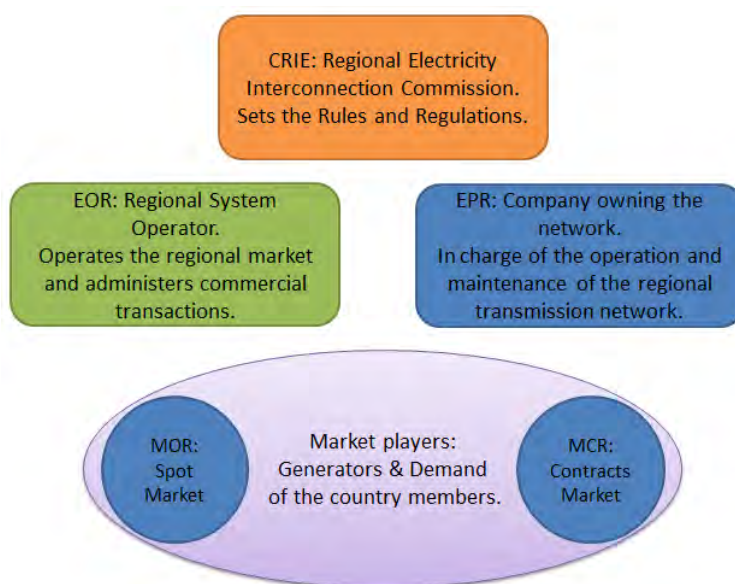 CRIE: Regional Electricity
Interconnection Commission.
Sets the Rules and Regulations.
EOR: Regional System
Operator.
Operates the regional market
and administers commercial
transactions.
EPR: Company owning the
network.
In charge of the operation and
maintenance of the regional
transmission network.
MOR:
Spot
Market
Market players:
Generators & Demand
of the country members.
MCR:
Contracts
Market